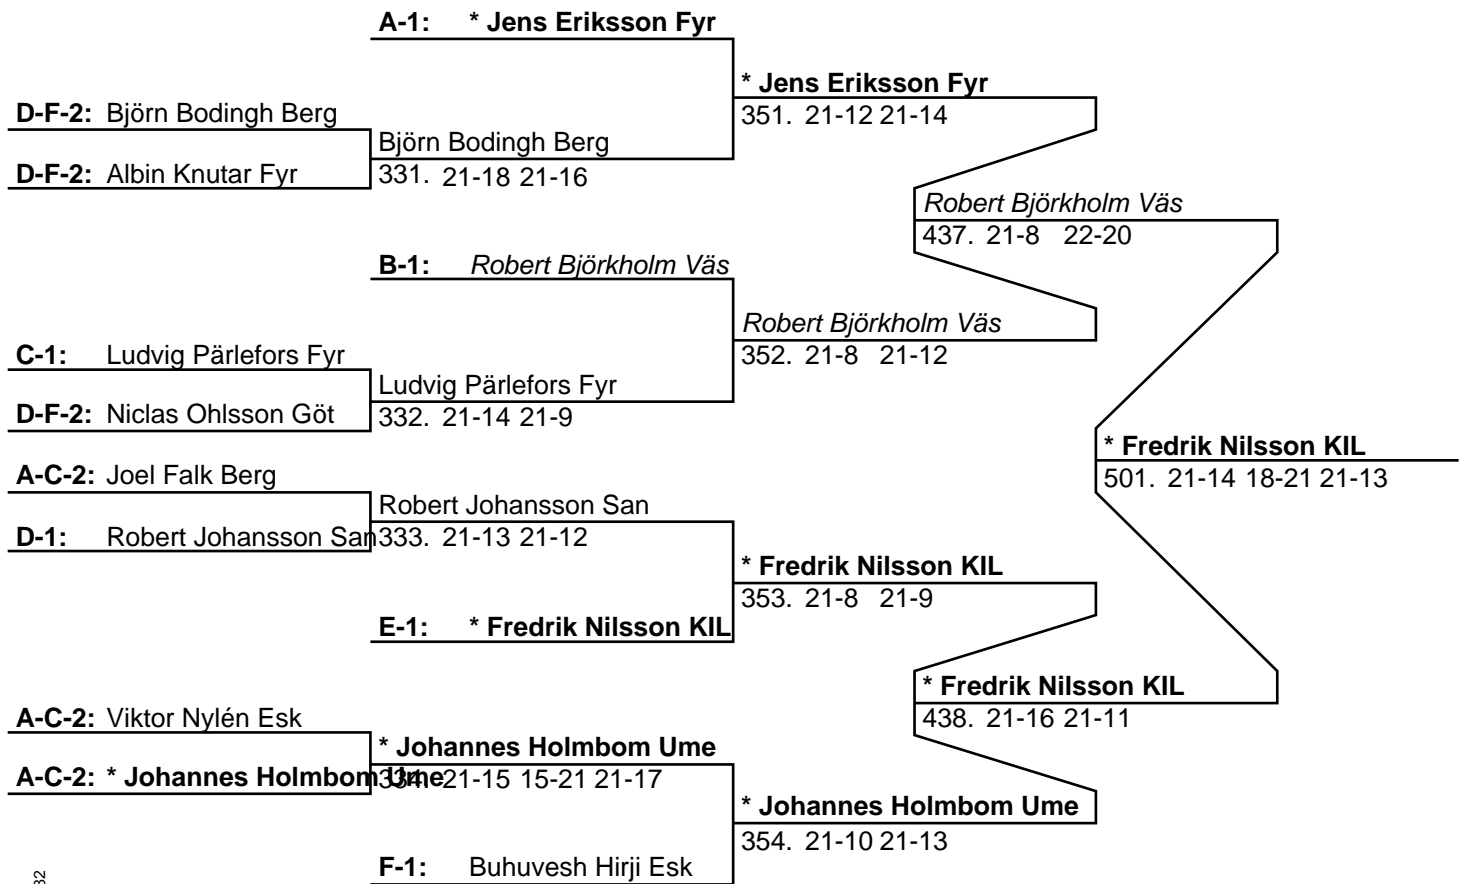 A-1: * Jens Eriksson Fyr
* Jens Eriksson Fyr
D-F-2: Björn Bodingh Berg
351. 21-12 21-14
Björn Bodingh Berg
D-F-2: Albin Knutar Fyr
331. 21-18 21-16
Robert Björkholm Väs
437. 21-8 22-20
B-1: Robert Björkholm Väs
Robert Björkholm Väs
C-1: Ludvig Pärlefors Fyr
352. 21-8 21-12
Ludvig Pärlefors Fyr
D-F-2: Niclas Ohlsson Göt
332. 21-14 21-9
* Fredrik Nilsson KIL
A-C-2: Joel Falk Berg
501. 21-14 18-21 21-13
Robert Johansson San
D-1: Robert Johansson San
333. 21-13 21-12
* Fredrik Nilsson KIL
353. 21-8 21-9
E-1: * Fredrik Nilsson KIL
* Fredrik Nilsson KIL
A-C-2: Viktor Nylén Esk
438. 21-16 21-11
* Johannes Holmbom Ume
A-C-2: * Johannes Holmbom Ume
334. 21-15 15-21 21-17
* Johannes Holmbom Ume
354. 21-10 21-13
F-1: Buhuvesh Hirji Esk
32